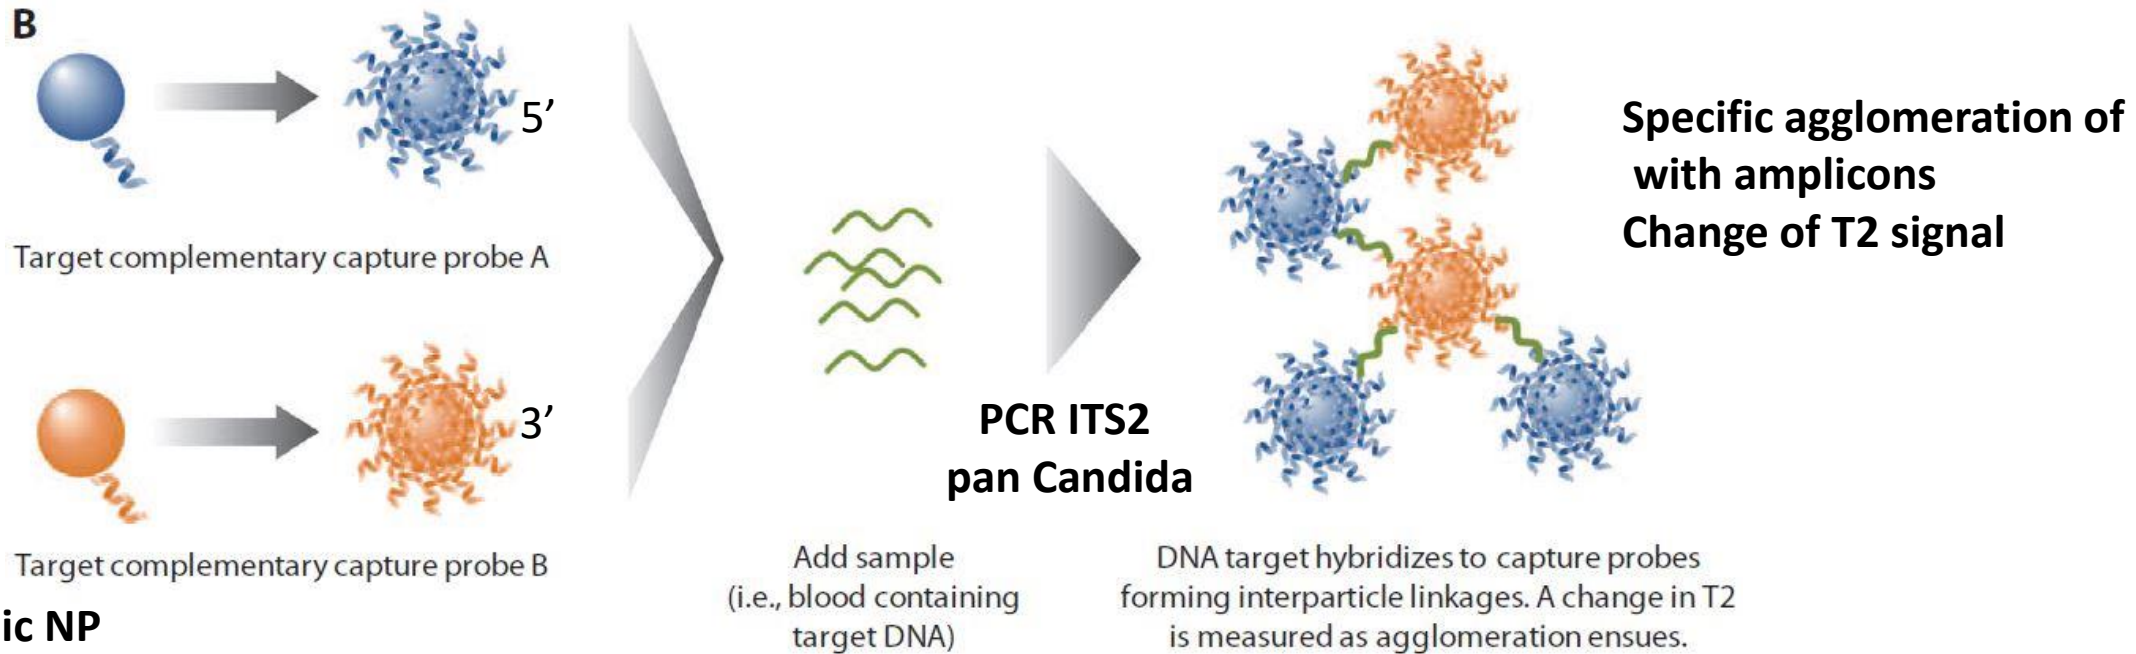 B
5’
Target complementary capture probe A
3’
Target complementary capture probe B
ic NP
Add sample
(i.e., blood containing
target DNA)
PCR ITS2
pan Candida
DNA target hybridizes to capture probes
forming interparticle linkages. A change in T2
is measured as agglomeration ensues.
Specific agglomeration of
with amplicons
Change of T2 signal